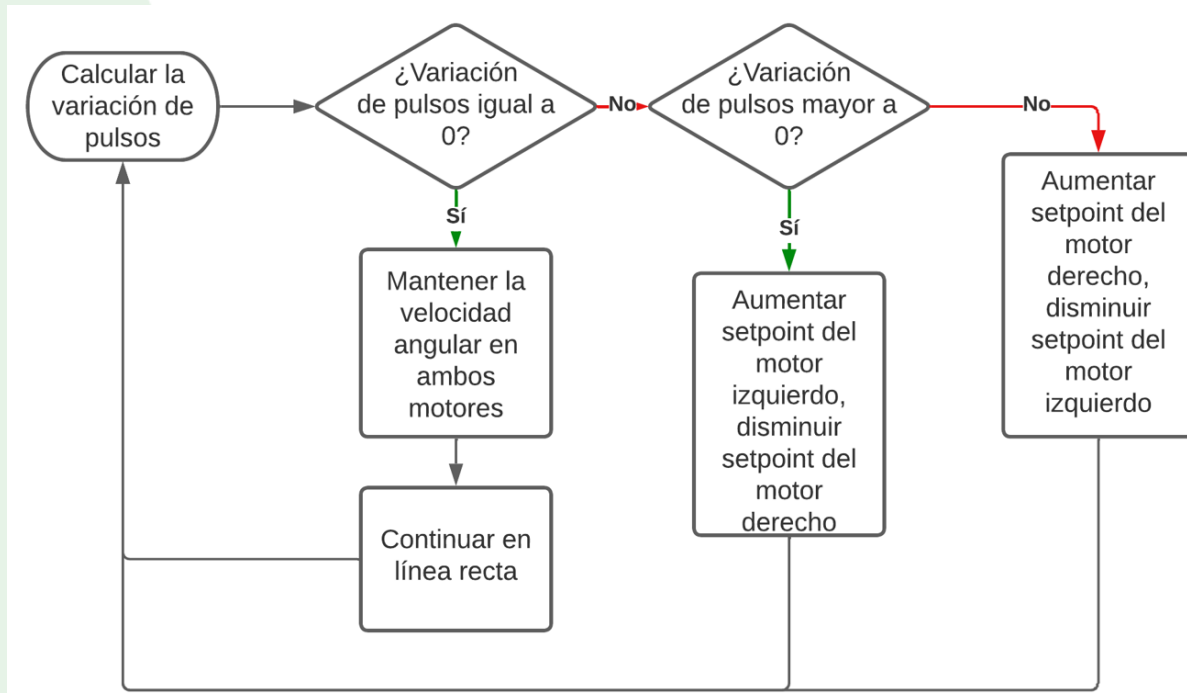 Calcular la
variación de
pulsos
¿Variación
de pulsos igual a
0?
No
¿Variación
de pulsos mayor a
0?
No
Sí
Mantener la
velocidad
angular en
ambos
motores
Continuar en
línea recta
Sí
Aumentar
setpoint del
motor
izquierdo,
disminuir
setpoint del
motor
derecho
Aumentar
setpoint del
motor
derecho,
disminuir
setpoint del
motor
izquierdo